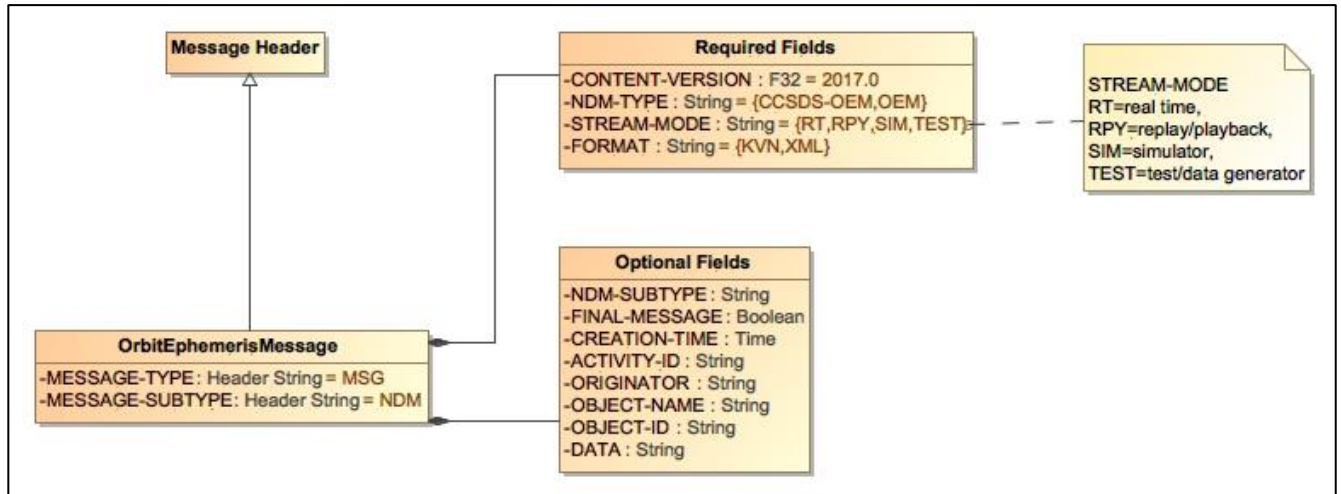 Message Header
Required Fields
-CONTENT-VERSION : F32 = 2017.0
-NDM-TYPE : String = {CCSDS-OEM,OEM}
-STREAM-MODE : String = {RT,RPY,SIM,TEST}
-FORMAT : String = {KVN,XML}
STREAM-MODE
RT=real time,
RPY=replay/playback,
SIM=simulator,
TEST=test/data generator
Optional Fields
-NDM-SUBTYPE : String
-FINAL-MESSAGE : Boolean
-CREATION-TIME : Time
-ACTIVITY-ID : String
-ORIGINATOR : String
-OBJECT-NAME : String
-OBJECT-ID : String
-DATA : String
OrbitEphemerisMessage
-MESSAGE-TYPE : Header String = MSG
-MESSAGE-SUBTYPE: Header String = NDM